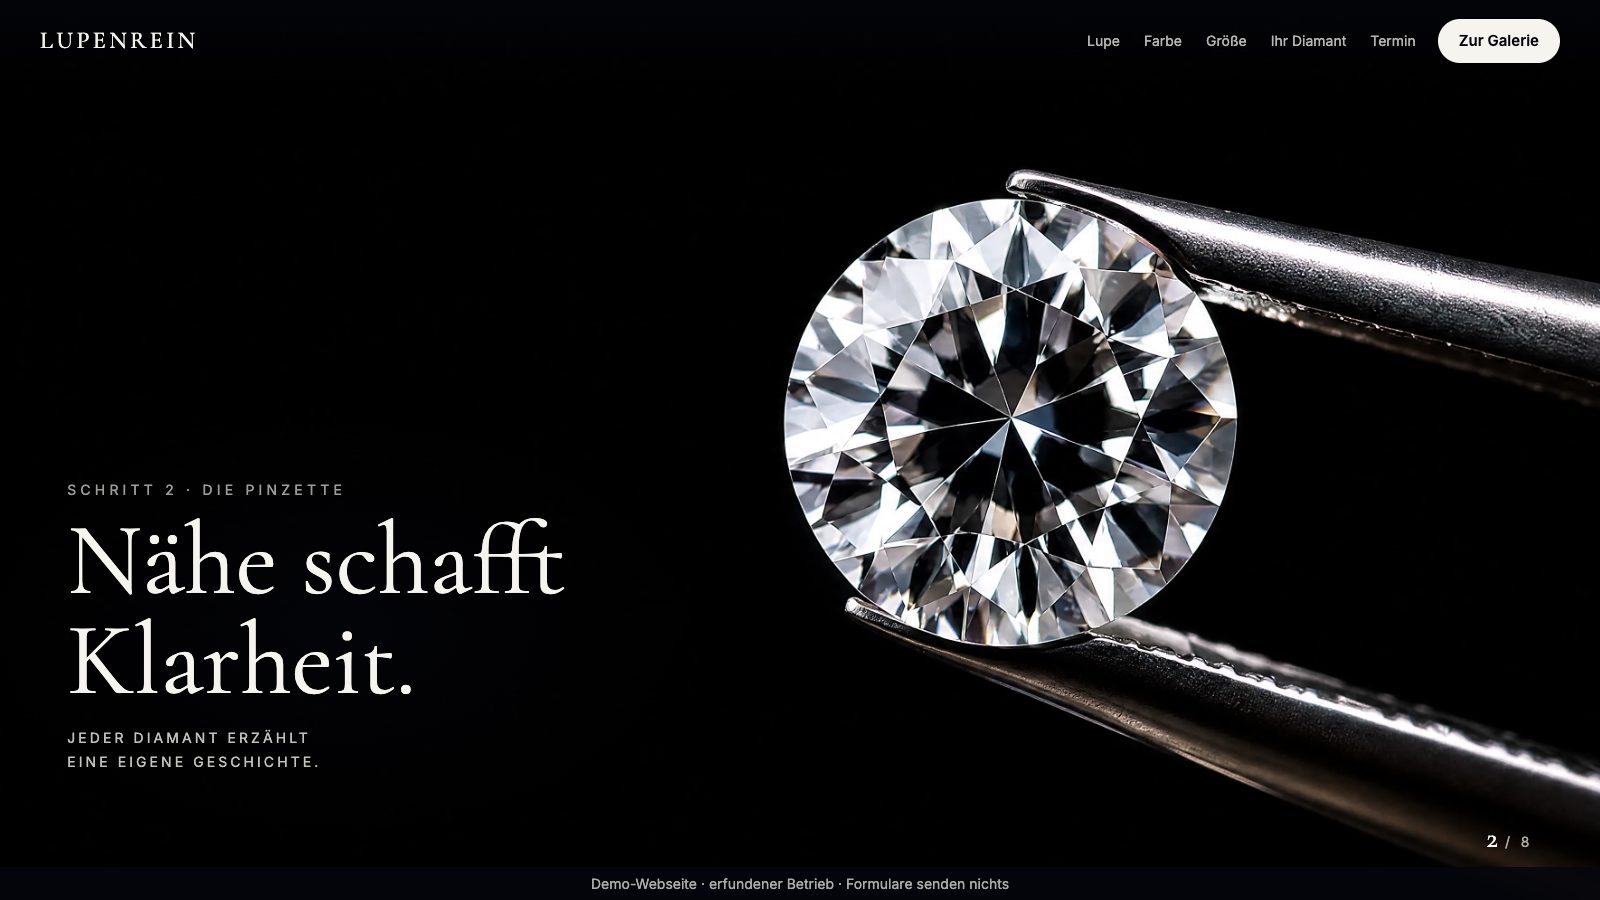 LUPENREIN
Lupe Farbe Größe Ihr Diamant Termin Zur Galerie
SCHRITT 2 · DIE PINZETTE
Nähe schafft
Klarheit.
JEDER DIAMANT ERZÄHLT
EINE EIGENE GESCHICHTE.
2 / 8
Demo-Webseite · erfundener Betrieb · Formulare senden nichts